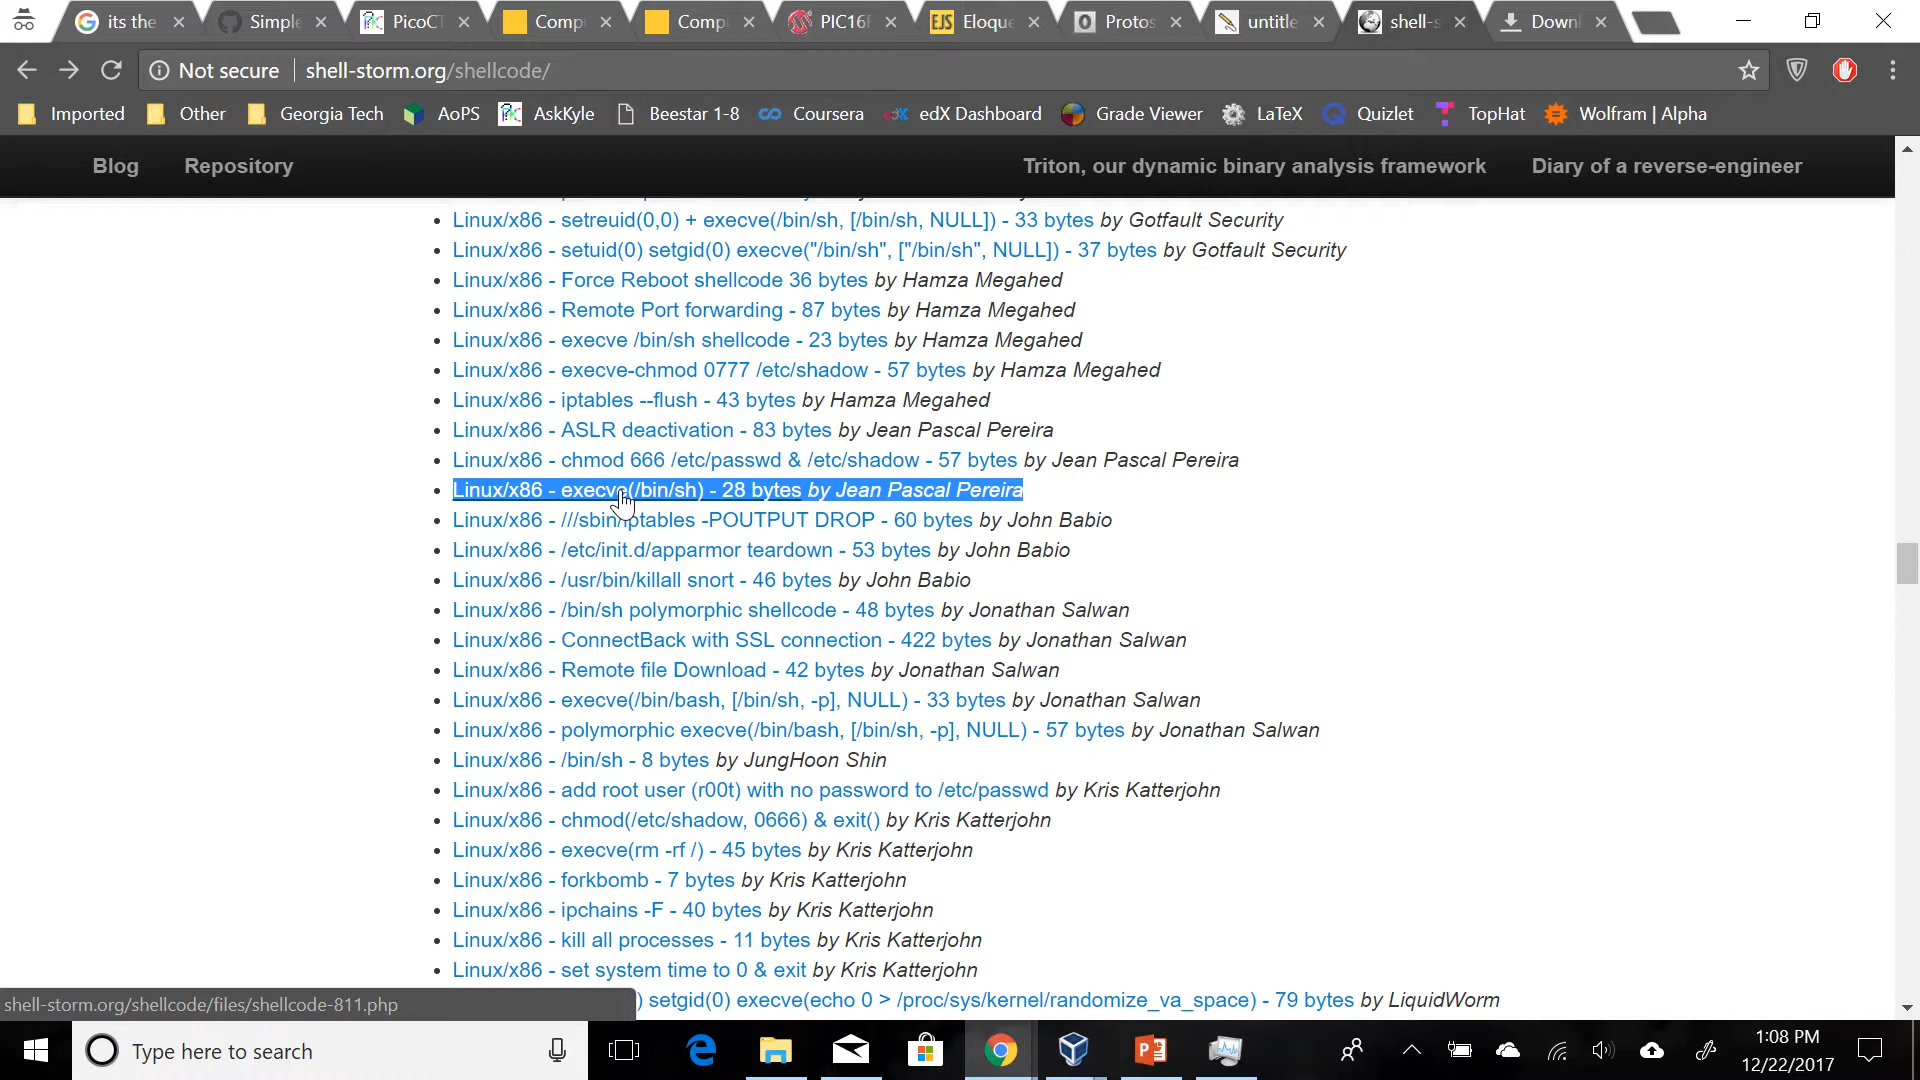 its the
Simple
PicoCT
Comp
Comp
PIC16F
Eloque
Protos
untitle
shell-s
Downl
Not secure
shell-storm.org/shellcode/
Imported
Other
Georgia Tech
AoPS
AskKyle
Beestar 1-8
Coursera
edX Dashboard
Grade Viewer
LaTeX
Quizlet
TopHat
Wolfram | Alpha
Blog
Repository
Triton, our dynamic binary analysis framework
Diary of a reverse-engineer
Linux/x86 - setreuid(0,0) + execve(/bin/sh, [/bin/sh, NULL]) - 33 bytes by Gotfault Security
Linux/x86 - setuid(0) setgid(0) execve("/bin/sh", ["/bin/sh", NULL]) - 37 bytes by Gotfault Security
Linux/x86 - Force Reboot shellcode 36 bytes by Hamza Megahed
Linux/x86 - Remote Port forwarding - 87 bytes by Hamza Megahed
Linux/x86 - execve /bin/sh shellcode - 23 bytes by Hamza Megahed
Linux/x86 - execve-chmod 0777 /etc/shadow - 57 bytes by Hamza Megahed
Linux/x86 - iptables --flush - 43 bytes by Hamza Megahed
Linux/x86 - ASLR deactivation - 83 bytes by Jean Pascal Pereira
Linux/x86 - chmod 666 /etc/passwd & /etc/shadow - 57 bytes by Jean Pascal Pereira
Linux/x86 - execve(/bin/sh) - 28 bytes by Jean Pascal Pereira
Linux/x86 - ///sbin/iptables -POUTPUT DROP - 60 bytes by John Babio
Linux/x86 - /etc/init.d/apparmor teardown - 53 bytes by John Babio
Linux/x86 - /usr/bin/killall snort - 46 bytes by John Babio
Linux/x86 - /bin/sh polymorphic shellcode - 48 bytes by Jonathan Salwan
Linux/x86 - ConnectBack with SSL connection - 422 bytes by Jonathan Salwan
Linux/x86 - Remote file Download - 42 bytes by Jonathan Salwan
Linux/x86 - execve(/bin/bash, [/bin/sh, -p], NULL) - 33 bytes by Jonathan Salwan
Linux/x86 - polymorphic execve(/bin/bash, [/bin/sh, -p], NULL) - 57 bytes by Jonathan Salwan
Linux/x86 - /bin/sh - 8 bytes by JungHoon Shin
Linux/x86 - add root user (r00t) with no password to /etc/passwd by Kris Katterjohn
Linux/x86 - chmod(/etc/shadow, 0666) & exit() by Kris Katterjohn
Linux/x86 - execve(rm -rf /) - 45 bytes by Kris Katterjohn
Linux/x86 - forkbomb - 7 bytes by Kris Katterjohn
Linux/x86 - ipchains -F - 40 bytes by Kris Katterjohn
Linux/x86 - kill all processes - 11 bytes by Kris Katterjohn
Linux/x86 - set system time to 0 & exit by Kris Katterjohn
) setgid(0) execve(echo 0 > /proc/sys/kernel/randomize_va_space) - 79 bytes by LiquidWorm
shell-storm.org/shellcode/files/shellcode-811.php
Type here to search
1:08 PM
12/22/2017